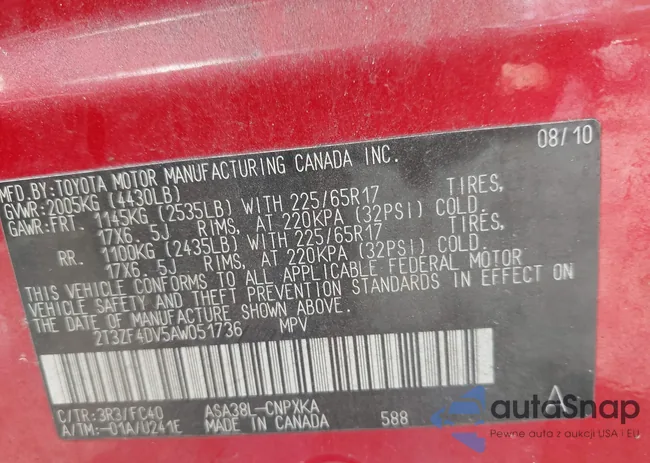 08/10
MFD.BY:TOYOTA MOTOR MANUFACTURING CANADA INC.
GVWR:2005KG (4430LB)
GAWR:FRT. 1145KG (2535LB) WITH 225/65R17 TIRES,
17X6. 5J RIMS, AT 220KPA (32PSI) COLD.
RR. 1100KG (2435LB) WITH 225/65R17 TIRES,
17X6. 5J RIMS, AT 220KPA (32PSI) COLD.
THIS VEHICLE CONFORMS TO ALL APPLICABLE FEDERAL MOTOR
VEHICLE SAFETY AND THEFT PREVENTION STANDARDS IN EFFECT ON
THE DATE OF MANUFACTURE SHOWN ABOVE.
2T3ZF4DV5AW051736 MPV
C/TR:3R3/FC40 ASA38L-CNPXKA A
A/TM:-01A/U241E MADE IN CANADA 588
autoSnap
Pewne auta z aukcji USA i EU